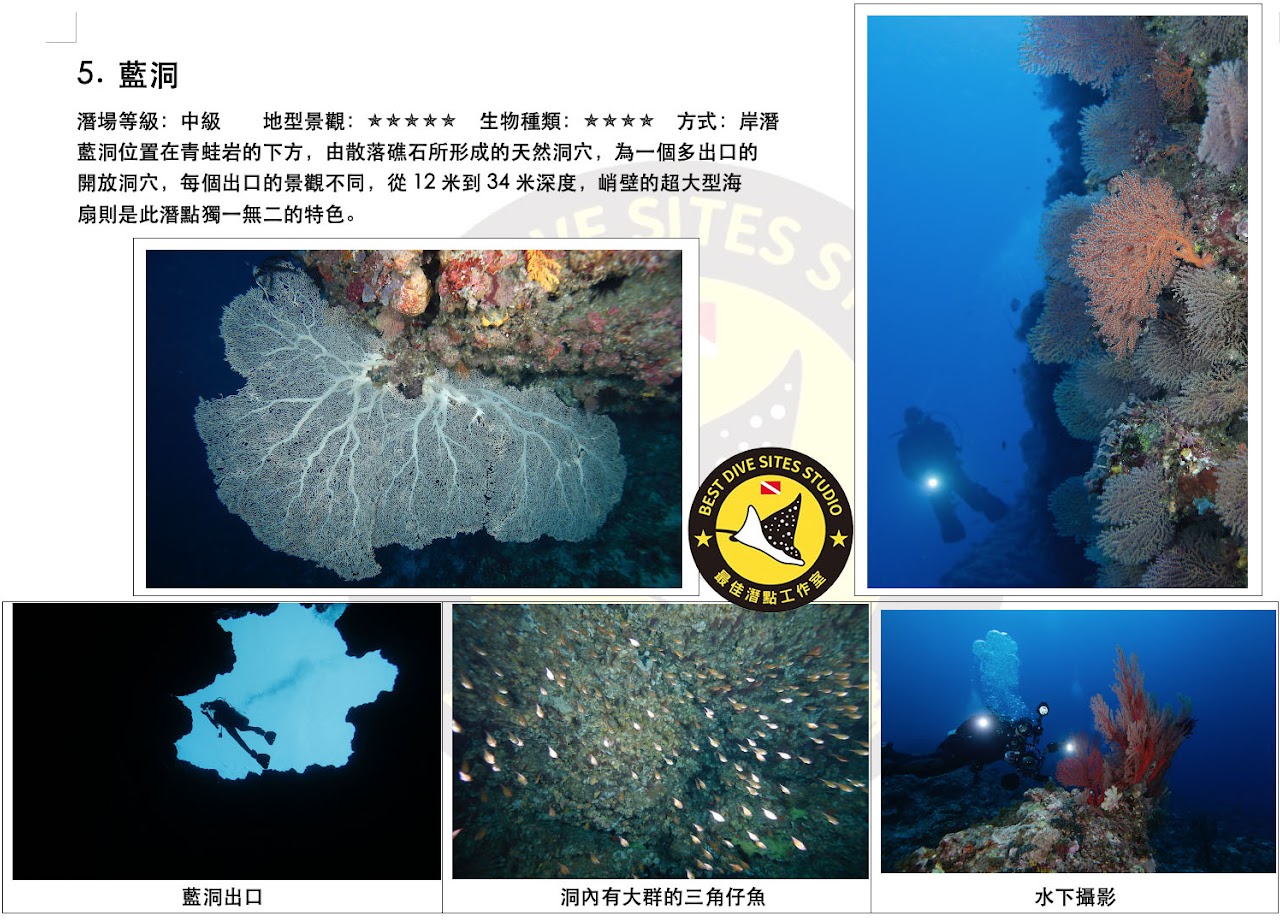 5. 藍洞
潛場等級：中級 地型景觀：★★★★★ 生物種類：★★★★ 方式：岸潛
藍洞位置在青蛙岩的下方，由散落礁石所形成的天然洞穴，為一個多出口的
開放洞穴，每個出口的景觀不同，從 12 米到 34 米深度，峭壁的超大型海
扇則是此潛點獨一無二的特色。
DIVE SITES S
BEST DIVE SITES STUDIO
最佳潛點工作室
藍洞出口
洞內有大群的三角仔魚
水下攝影